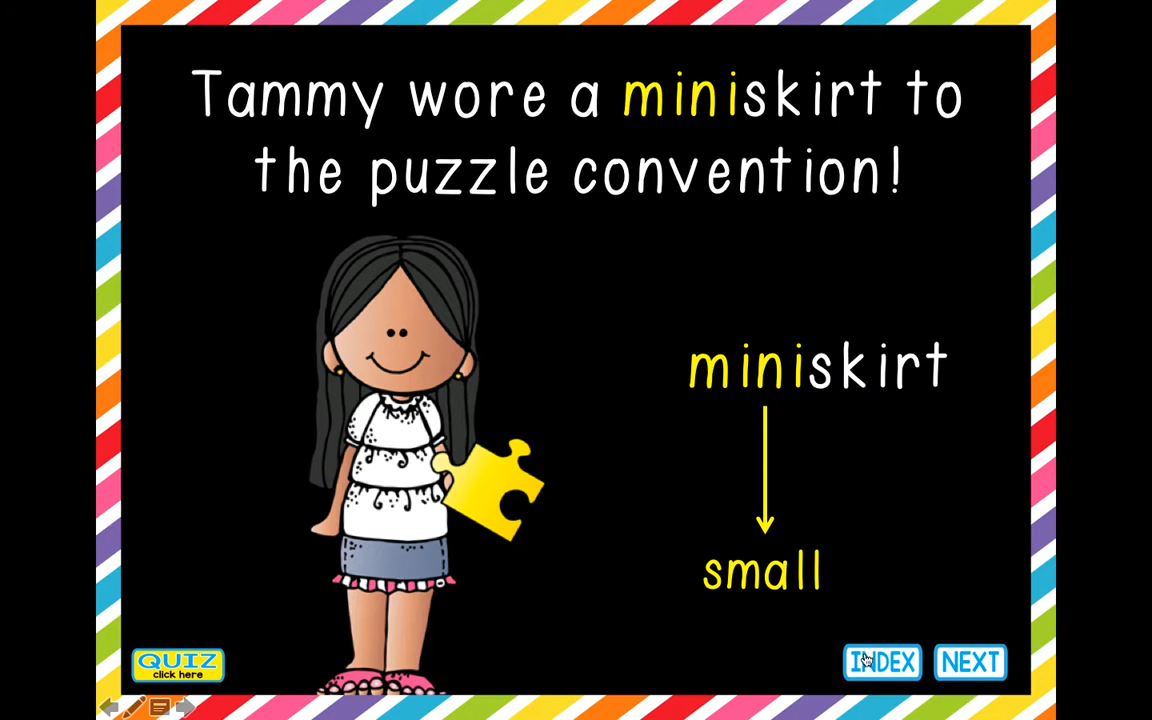 Tammy wore a miniskirt to
the puzzle convention!
miniskirt
small
QUIZ
click here
INDEX
NEXT